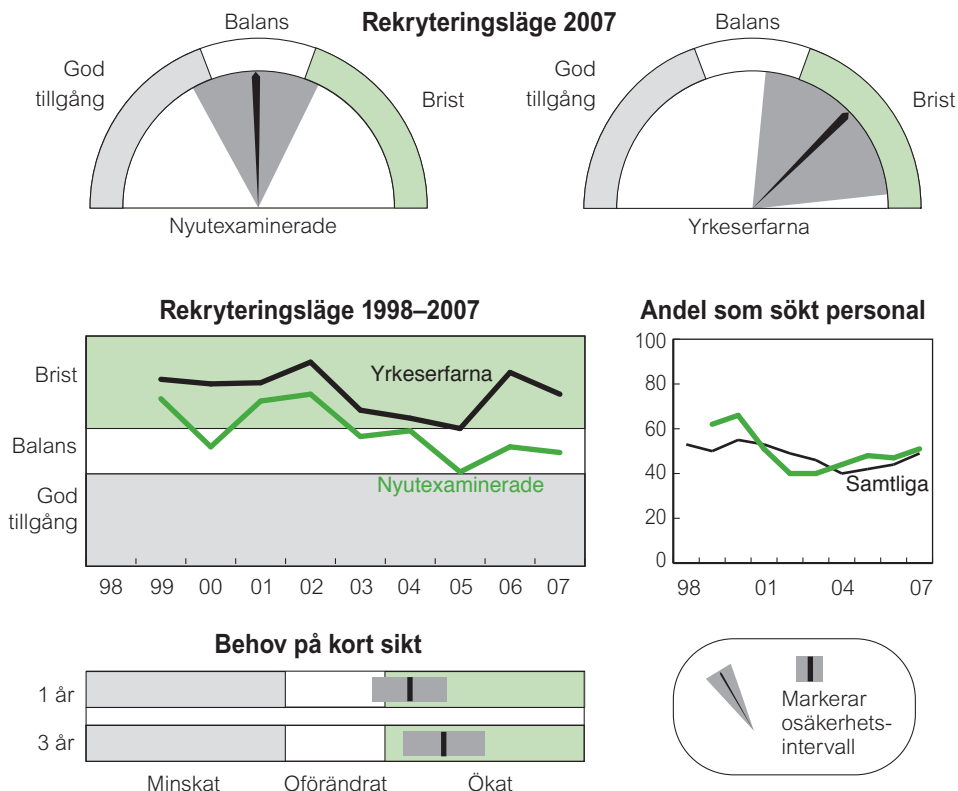 Rekryteringsläge 2007
Balans
God
tillgång
Brist
Nyutexaminerade
Balans
God
tillgång
Brist
Yrkeserfarna
Rekryteringsläge 1998–2007
Brist
Balans
God
tillgång
Yrkeserfarna
Nyutexaminerade
98 99 00 01 02 03 04 05 06 07
Andel som sökt personal
100
80
60
40
20
0
Samtliga
98 01 04 07
Behov på kort sikt
1 år
3 år
Minskat Oförändrat Ökat
Markerar
osäkerhets-
intervall